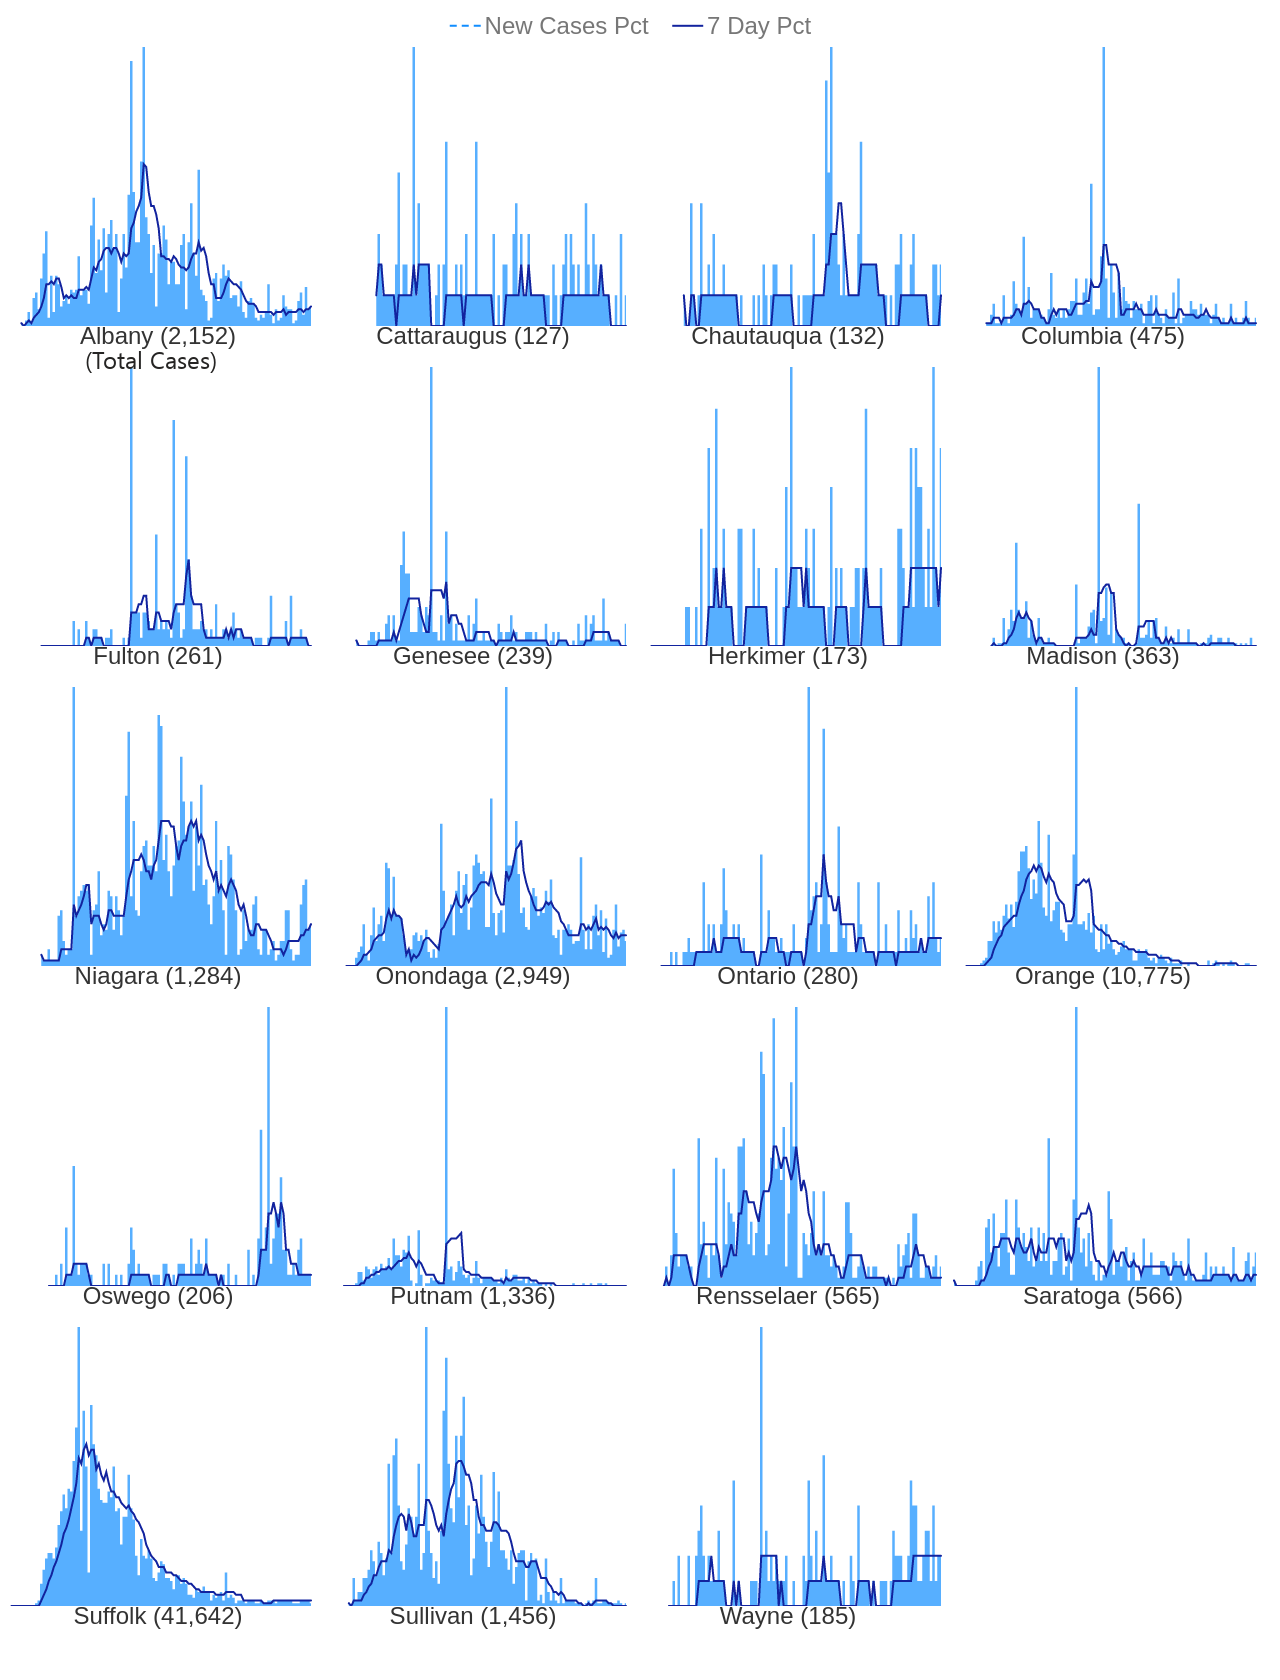 New Cases Pct 7 Day Pct
Albany (2,152) Cattaraugus (127) Chautauqua (132) Columbia (475)
(Total Cases)
Fulton (261) Genesee (239) Herkimer (173) Madison (363)
Niagara (1,284) Onondaga (2,949) Ontario (280) Orange (10,775)
Oswego (206) Putnam (1,336) Rensselaer (565) Saratoga (566)
Suffolk (41,642) Sullivan (1,456) Wayne (185)